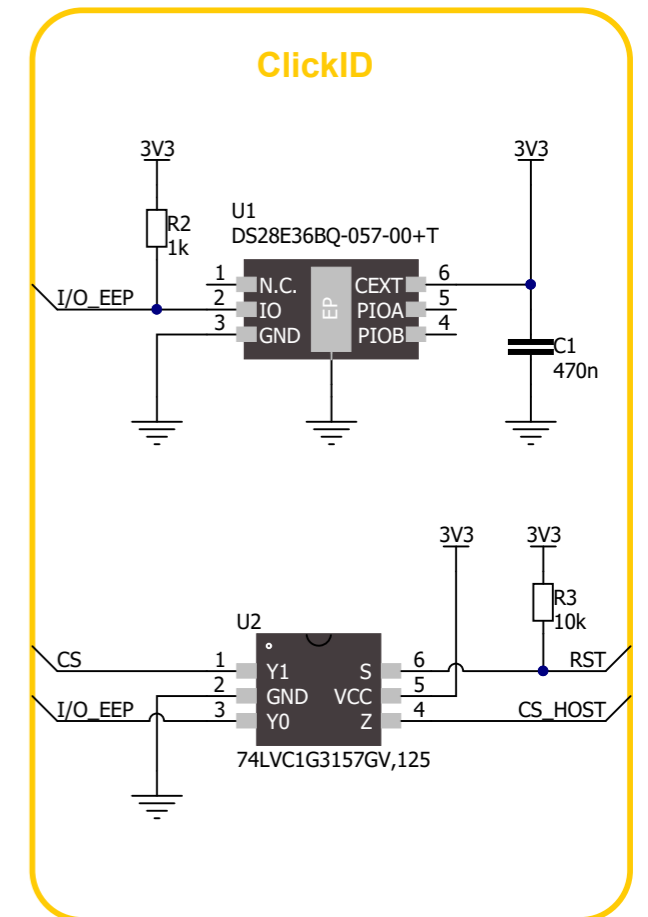 ClickID
3V3
3V3
R2
1k
U1
DS28E36BQ-057-00+T
I/O_EEP
1
2
3
N.C.
IO
GND
EP
CEXT
PIOA
PIOB
6
5
4
C1
470n
3V3
3V3
R3
10k
U2
CS
I/O_EEP
1
2
3
Y1
GND
Y0
S
VCC
Z
6
5
4
RST
CS_HOST
74LVC1G3157GV,125